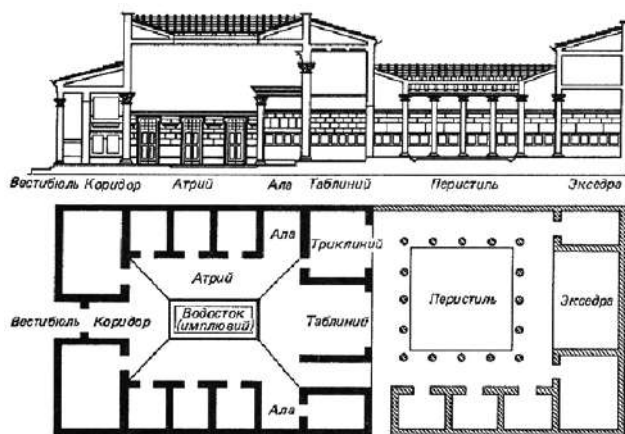 Вестибюль Коридор Атрий Ала Таблиний Перистиль Экседра
Ала
Триклиний
Атрий
Водосток
(имплювий)
Вестибюль Коридор
Таблиний
Перистиль
Экседра
Ала